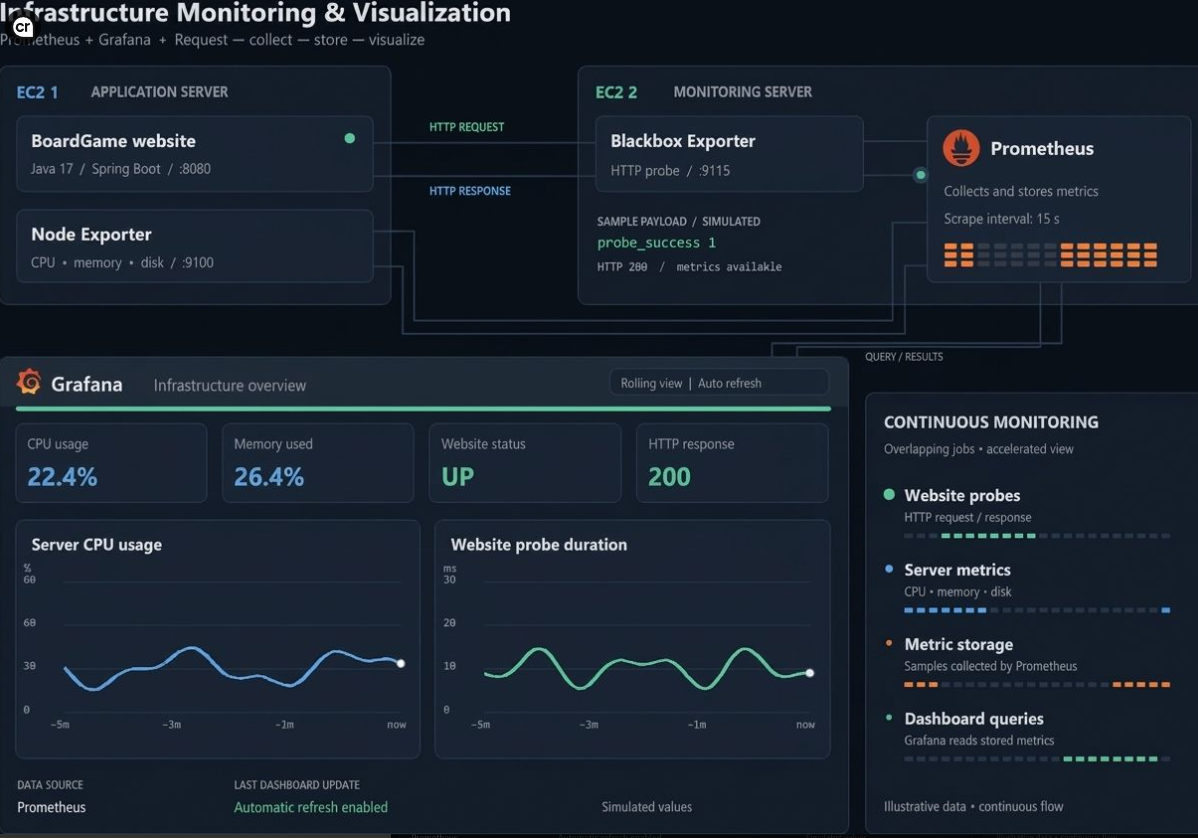 Infrastructure Monitoring & Visualization
cr
Prometheus + Grafana + Request — collect — store — visualize
EC2 1 APPLICATION SERVER
BoardGame website
Java 17 / Spring Boot / :8080
Node Exporter
CPU • memory • disk / :9100
HTTP REQUEST
HTTP RESPONSE
EC2 2 MONITORING SERVER
Blackbox Exporter
HTTP probe / :9115
SAMPLE PAYLOAD / SIMULATED
probe_success 1
HTTP 200 / metrics availakle
Prometheus
Collects and stores metrics
Scrape interval: 15 s
QUERY / RESULTS
Grafana Infrastructure overview
Roliing view | Auto refresh
CPU usage
22.4%
Memory used
26.4%
Website status
UP
HTTP response
200
Server CPU usage
%
60
60
30
0
-5m -3m -1m now
Website probe duration
ms
30
20
10
0
-5m -3m -1m now
DATA SOURCE
Prometheus
LAST DASHBOARD UPDATE
Automatic refresh enabled
Simulated values
CONTINUOUS MONITORING
Overlapping jobs • accelerated view
Website probes
HTTP request / response
Server metrics
CPU • memory • disk
Metric storage
Samples collected by Prometheus
Dashboard queries
Grafana reads stored metrics
Illustrative data • continuous flow